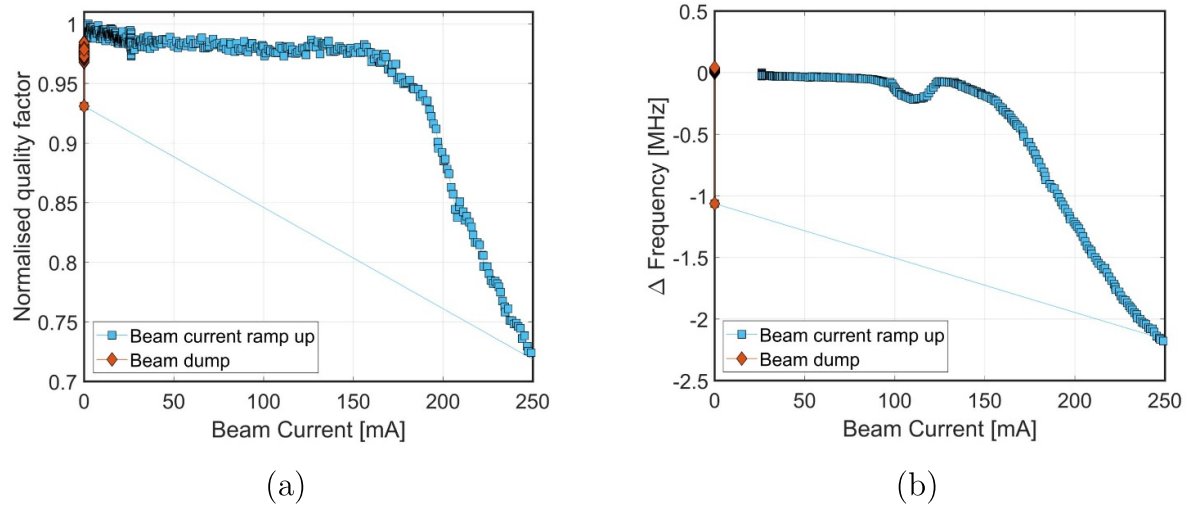 1
0.95
0.9
0.85
0.8
0.75
0.7
Normalised quality factor
Beam current ramp up
Beam dump
0 50 100 150 200 250
Beam Current [mA]
(a)
0.5
0
-0.5
-1
-1.5
-2
-2.5
Δ Frequency [MHz]
Beam current ramp up
Beam dump
0 50 100 150 200 250
Beam Current [mA]
(b)